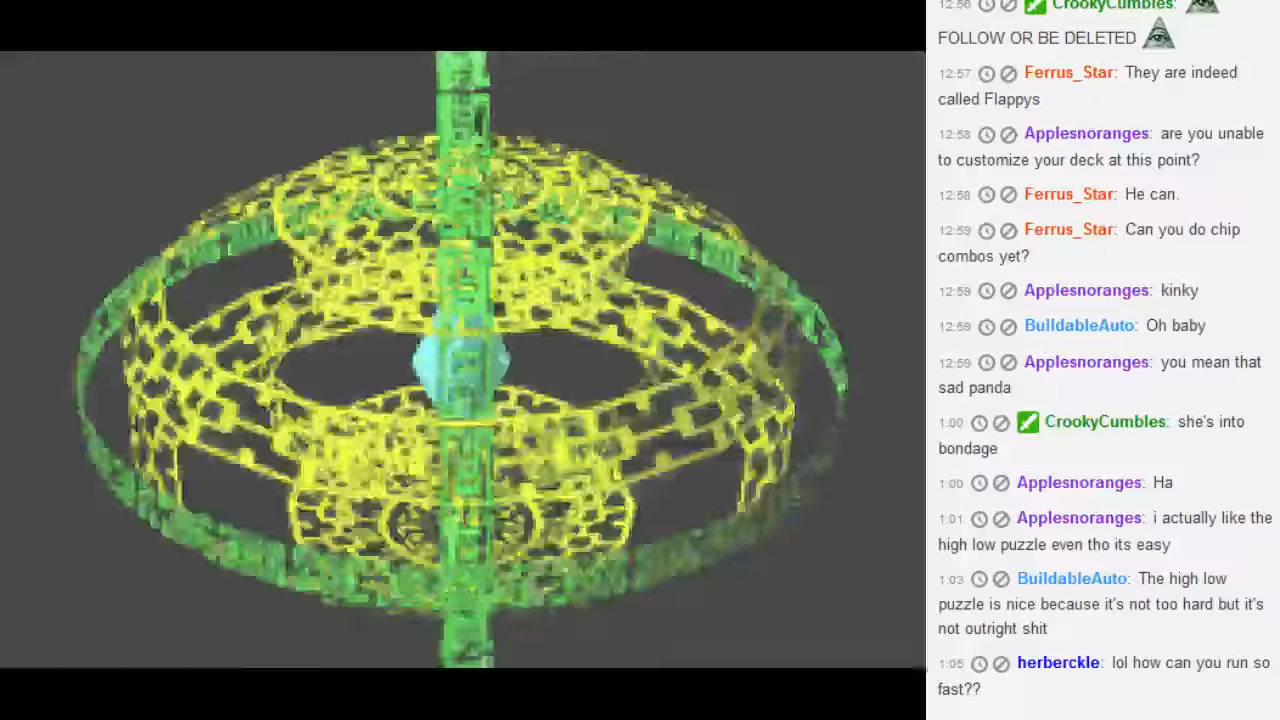 12:56 CrookyCumbles:
FOLLOW OR BE DELETED
12:57 Ferrus_Star: They are indeed
called Flappys
12:58 Applesnoranges: are you unable
to customize your deck at this point?
12:58 Ferrus_Star: He can.
12:59 Ferrus_Star: Can you do chip
combos yet?
12:59 Applesnoranges: kinky
12:59 BuildableAuto: Oh baby
12:59 Applesnoranges: you mean that
sad panda
1:00 CrookyCumbles: she's into
bondage
1:00 Applesnoranges: Ha
1:01 Applesnoranges: i actually like the
high low puzzle even tho its easy
1:03 BuildableAuto: The high low
puzzle is nice because it's not too hard but it's
not outright shit
1:05 herberckle: lol how can you run so
fast??